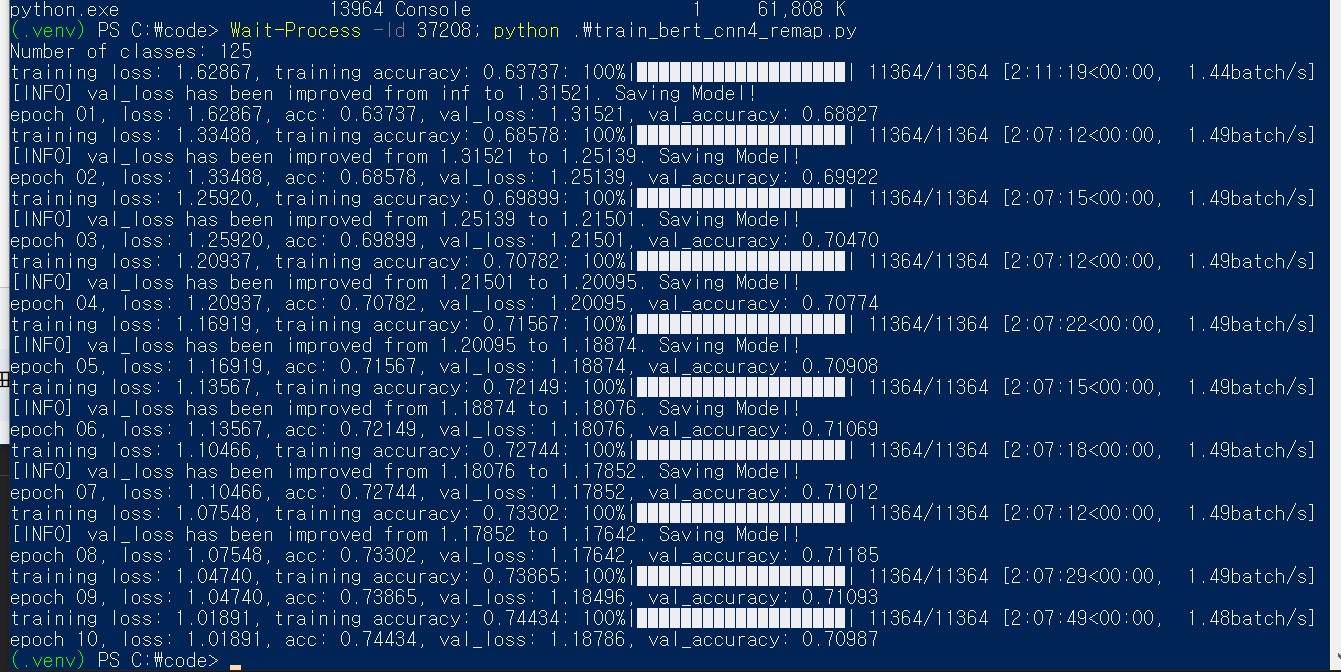 python.exe 13964 Console 1 61,808 K
(.venv) PS C:₩code> Wait-Process -Id 37208; python .₩train_bert_cnn4_remap.py
Number of classes: 125
training loss: 1.62867, training accuracy: 0.63737: 100%|███████████████████| 11364/11364 [2:11:19<00:00, 1.44batch/s]
[INFO] val_loss has been improved from inf to 1.31521. Saving Model!
epoch 01, loss: 1.62867, acc: 0.63737, val_loss: 1.31521, val_accuracy: 0.68827
training loss: 1.33488, training accuracy: 0.68578: 100%|███████████████████| 11364/11364 [2:07:12<00:00, 1.49batch/s]
[INFO] val_loss has been improved from 1.31521 to 1.25139. Saving Model!
epoch 02, loss: 1.33488, acc: 0.68578, val_loss: 1.25139, val_accuracy: 0.69922
training loss: 1.25920, training accuracy: 0.69899: 100%|███████████████████| 11364/11364 [2:07:15<00:00, 1.49batch/s]
[INFO] val_loss has been improved from 1.25139 to 1.21501. Saving Model!
epoch 03, loss: 1.25920, acc: 0.69899, val_loss: 1.21501, val_accuracy: 0.70470
training loss: 1.20937, training accuracy: 0.70782: 100%|███████████████████| 11364/11364 [2:07:12<00:00, 1.49batch/s]
[INFO] val_loss has been improved from 1.21501 to 1.20095. Saving Model!
epoch 04, loss: 1.20937, acc: 0.70782, val_loss: 1.20095, val_accuracy: 0.70774
training loss: 1.16919, training accuracy: 0.71567: 100%|███████████████████| 11364/11364 [2:07:22<00:00, 1.49batch/s]
[INFO] val_loss has been improved from 1.20095 to 1.18874. Saving Model!
epoch 05, loss: 1.16919, acc: 0.71567, val_loss: 1.18874, val_accuracy: 0.70908
training loss: 1.13567, training accuracy: 0.72149: 100%|███████████████████| 11364/11364 [2:07:15<00:00, 1.49batch/s]
[INFO] val_loss has been improved from 1.18874 to 1.18076. Saving Model!
epoch 06, loss: 1.13567, acc: 0.72149, val_loss: 1.18076, val_accuracy: 0.71069
training loss: 1.10466, training accuracy: 0.72744: 100%|███████████████████| 11364/11364 [2:07:18<00:00, 1.49batch/s]
[INFO] val_loss has been improved from 1.18076 to 1.17852. Saving Model!
epoch 07, loss: 1.10466, acc: 0.72744, val_loss: 1.17852, val_accuracy: 0.71012
training loss: 1.07548, training accuracy: 0.73302: 100%|███████████████████| 11364/11364 [2:07:12<00:00, 1.49batch/s]
[INFO] val_loss has been improved from 1.17852 to 1.17642. Saving Model!
epoch 08, loss: 1.07548, acc: 0.73302, val_loss: 1.17642, val_accuracy: 0.71185
training loss: 1.04740, training accuracy: 0.73865: 100%|███████████████████| 11364/11364 [2:07:29<00:00, 1.49batch/s]
epoch 09, loss: 1.04740, acc: 0.73865, val_loss: 1.18496, val_accuracy: 0.71093
training loss: 1.01891, training accuracy: 0.74434: 100%|███████████████████| 11364/11364 [2:07:49<00:00, 1.48batch/s]
epoch 10, loss: 1.01891, acc: 0.74434, val_loss: 1.18786, val_accuracy: 0.70987
(.venv) PS C:₩code>